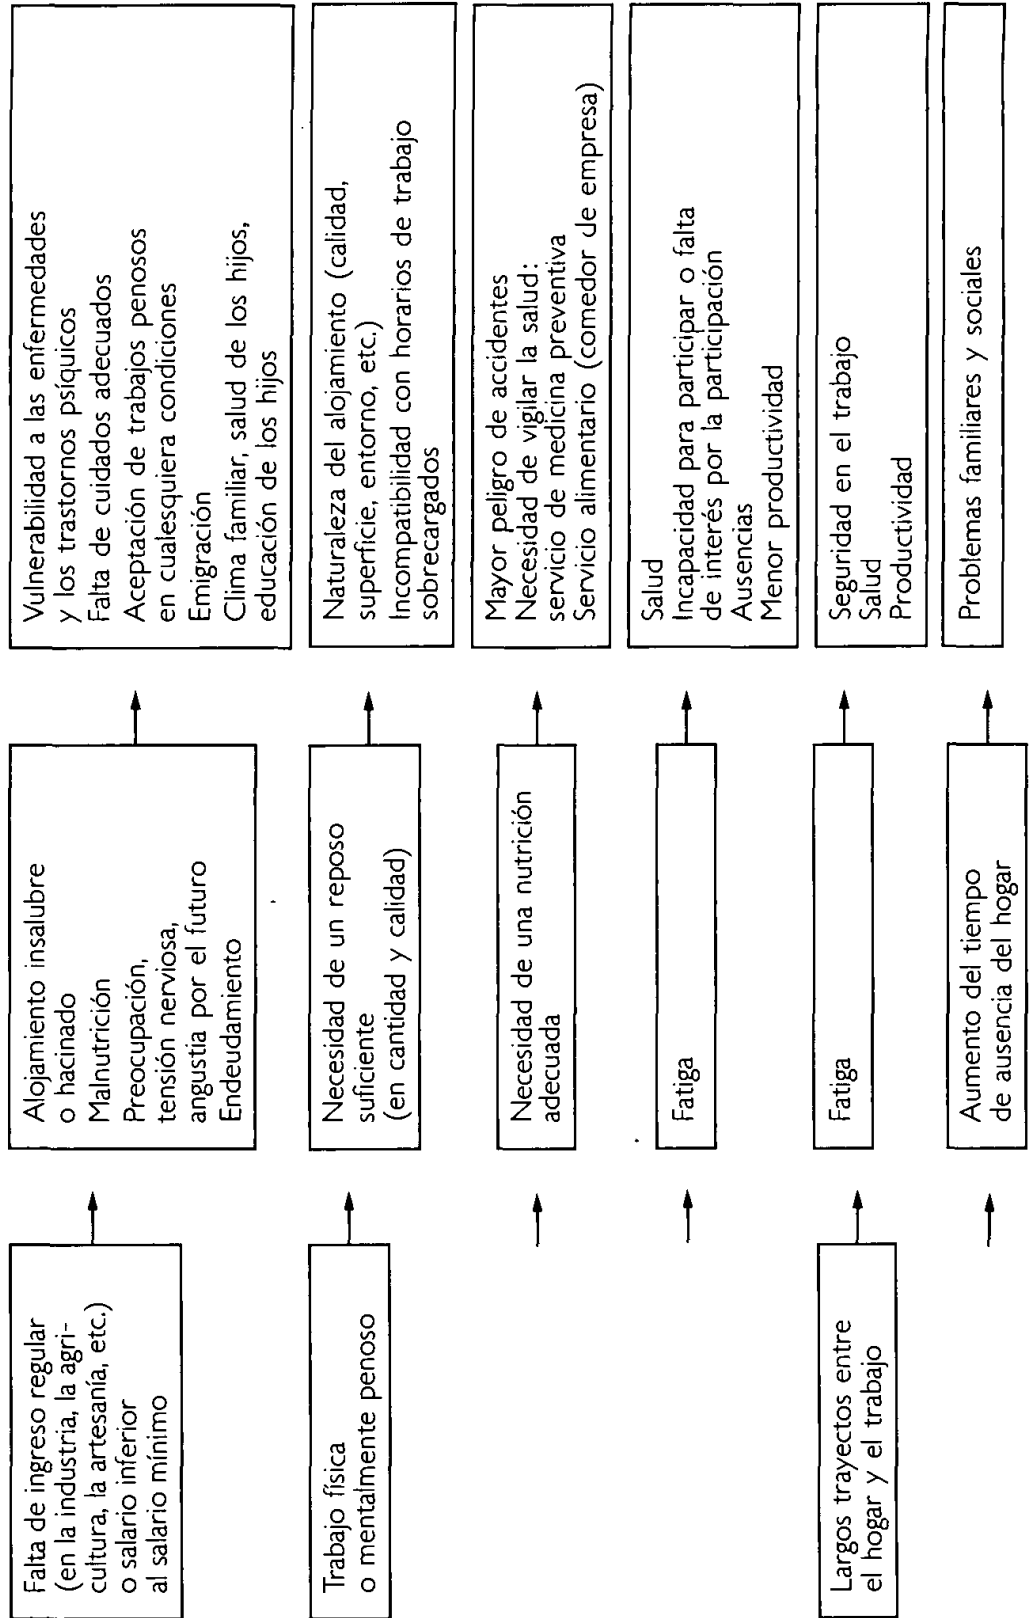 Falta de ingreso regular
(en la industria, la agri-
cultura, la artesanía, etc.)
o salario inferior
al salario mínimo
Alojamiento insalubre
o hacinado
Malnutrición
Preocupación,
tensión nerviosa,
angustia por el futuro
Endeudamiento
Vulnerabilidad a las enfermedades
y los trastornos psíquicos
Falta de cuidados adecuados
Aceptación de trabajos penosos
en cualesquiera condiciones
Emigración
Clima familiar, salud de los hijos,
educación de los hijos
Trabajo física
o mentalmente penoso
Necesidad de un reposo
suficiente
(en cantidad y calidad)
Naturaleza del alojamiento (calidad,
superficie, entorno, etc.)
Incompatibilidad con horarios de trabajo
sobrecargados
Necesidad de una nutrición
adecuada
Mayor peligro de accidentes
Necesidad de vigilar la salud:
servicio de medicina preventiva
Servicio alimentario (comedor de empresa)
Fatiga
Salud
Incapacidad para participar o falta
de interés por la participación
Ausencias
Menor productividad
Largos trayectos entre
el hogar y el trabajo
Fatiga
Seguridad en el trabajo
Salud
Productividad
Aumento del tiempo
de ausencia del hogar
Problemas familiares y sociales